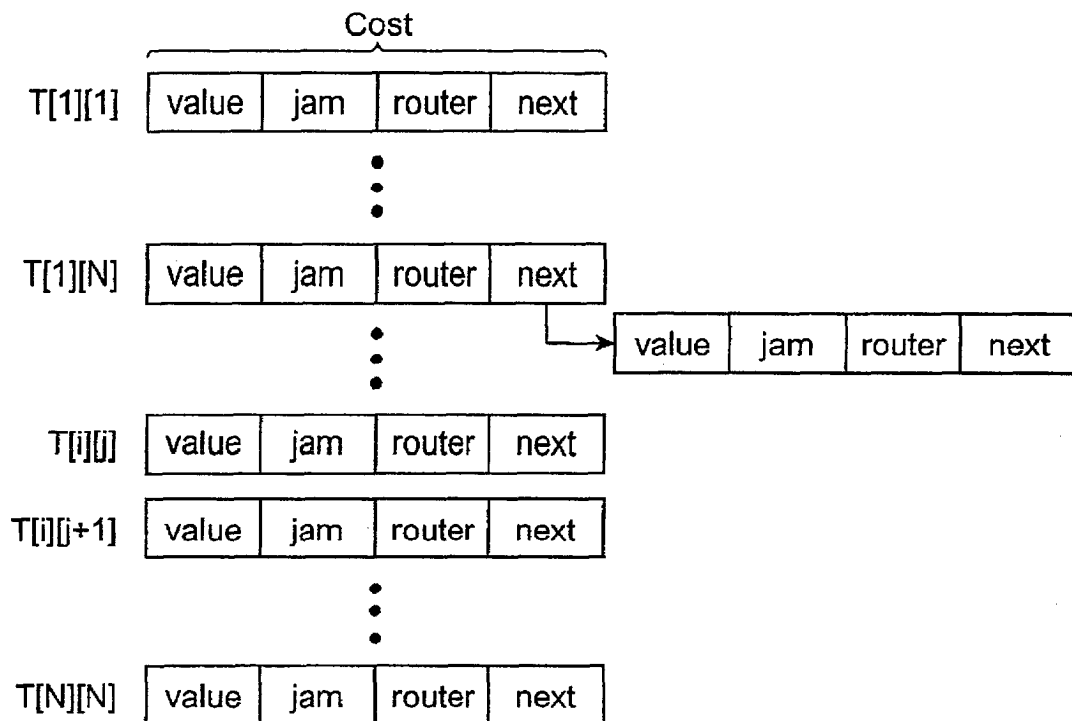 Cost
T[1][1] value jam router next
T[1][N] value jam router next
value jam router next
T[i][j] value jam router next
T[i][j+1] value jam router next
T[N][N] value jam router next